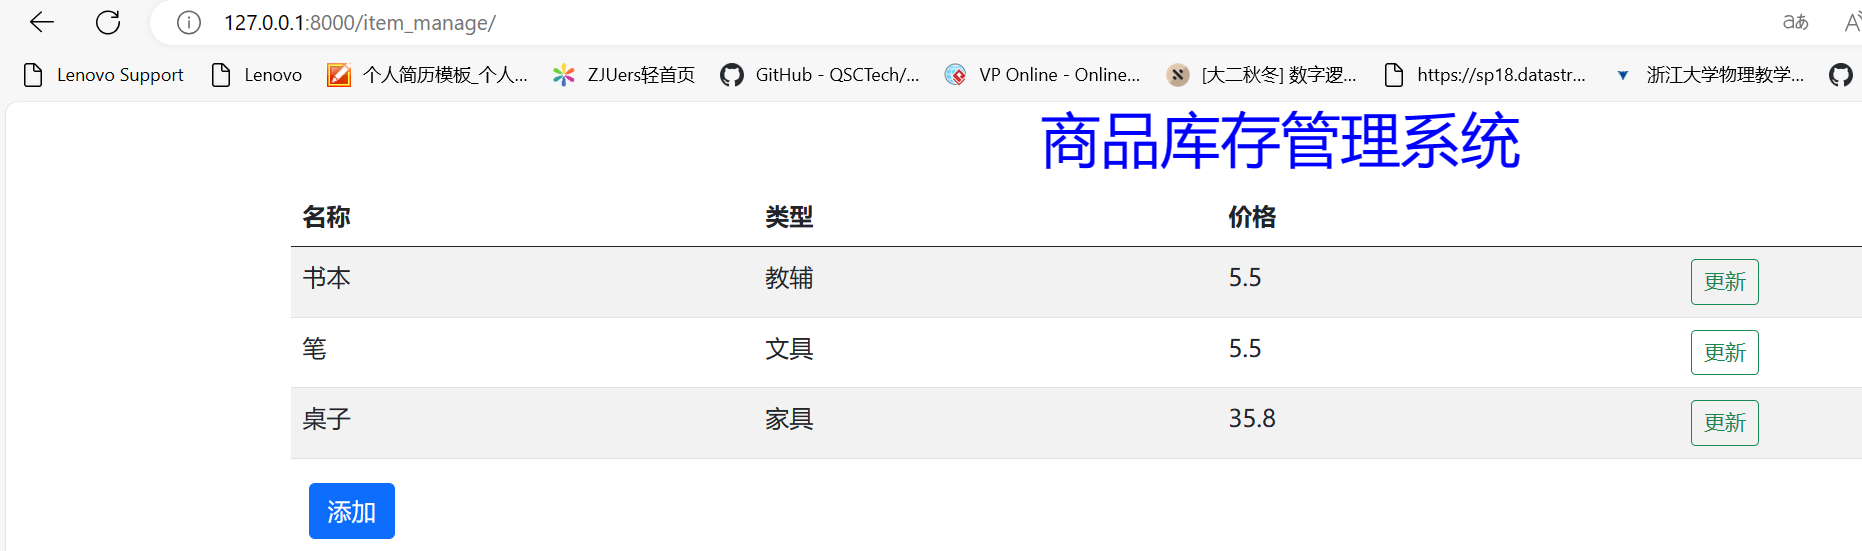 127.0.0.1:8000/item_manage/ aあ A
Lenovo Support Lenovo 个人简历模板_个人... ZJUers轻首页 GitHub - QSCTech/... VP Online - Online... [大二秋冬] 数字逻... https://sp18.datastr... 浙江大学物理教学...
商品库存管理系统
名称 类型 价格
书本 教辅 5.5 更新
笔 文具 5.5 更新
桌子 家具 35.8 更新
添加